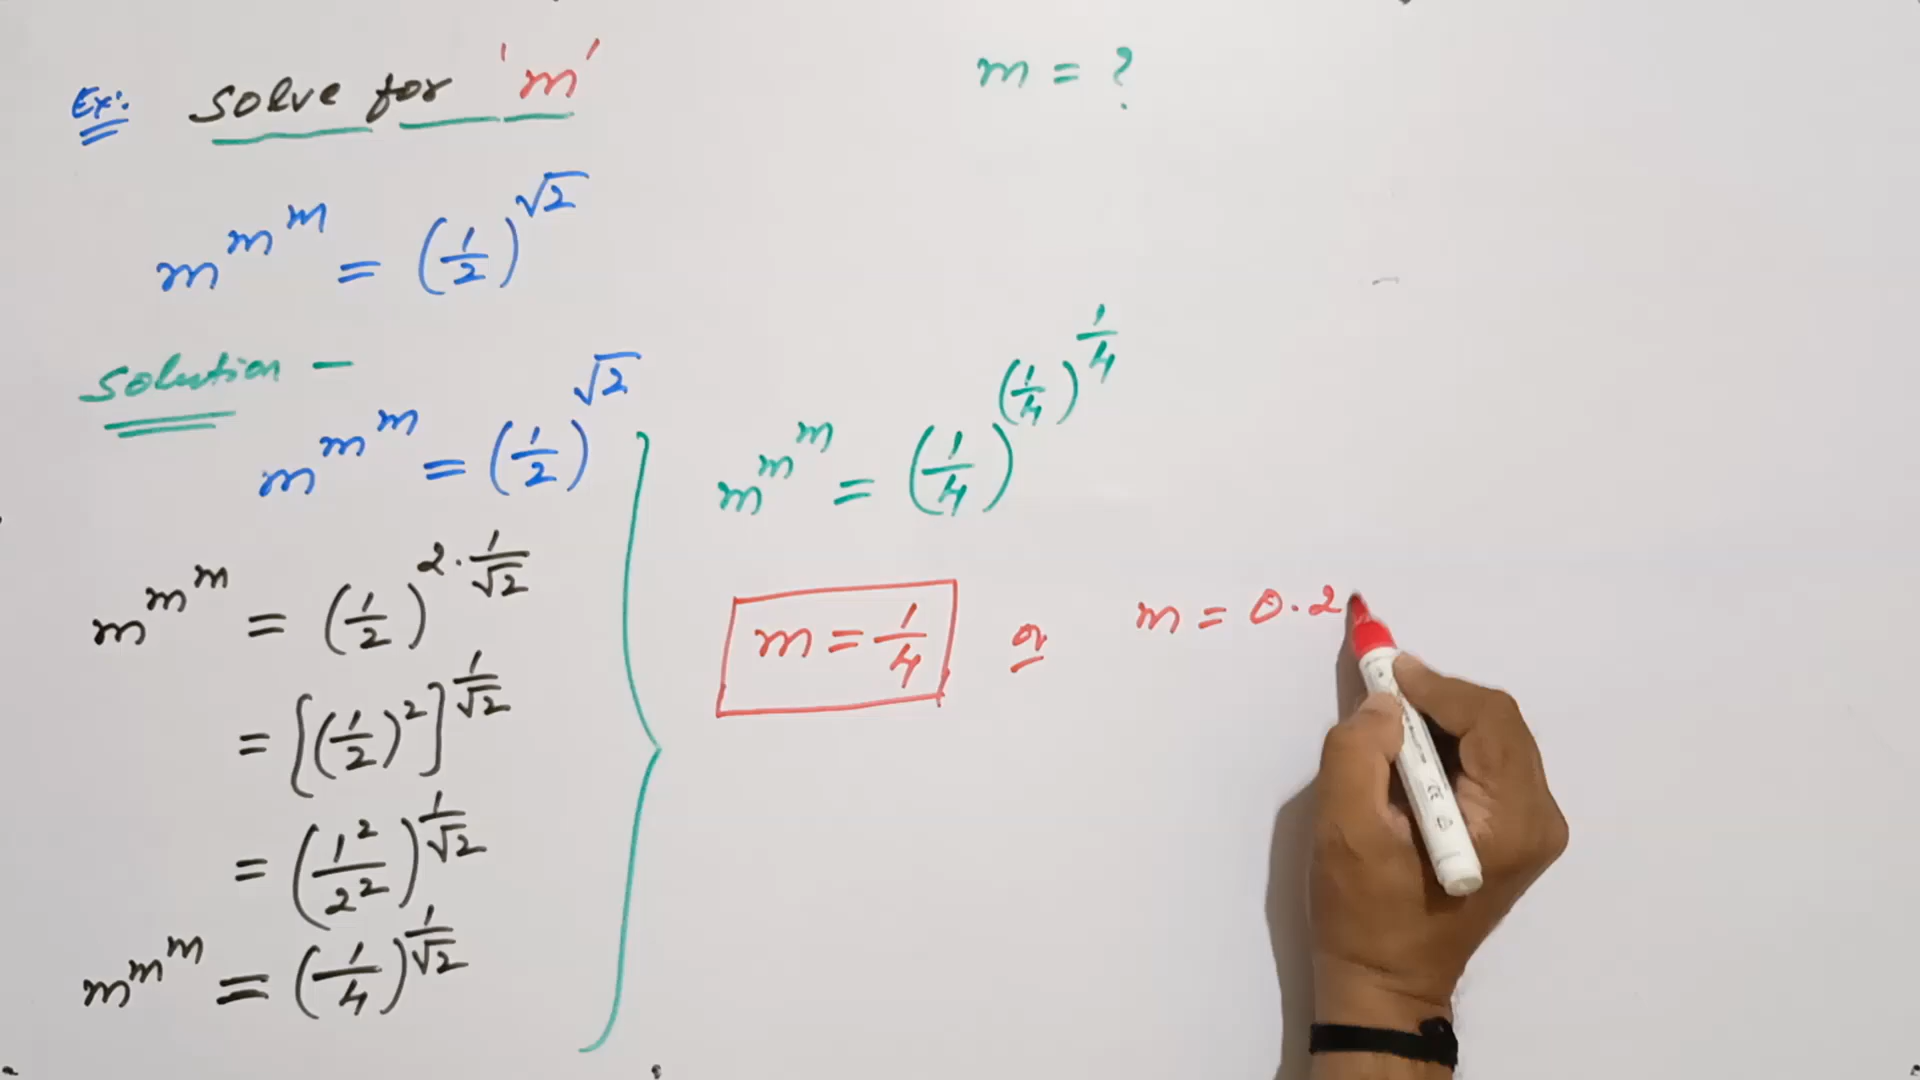 Ex:. Solve for 'm'
m^m^m = (1/2)^√2
Solution –
m^m^m = (1/2)^√2
m^m^m = (1/2)^2·1/√2
= [(1/2)^2]^1/√2
= (1^2/2^2)^1/√2
m^m^m = (1/4)^1/√2
m = ?
m^m^m = (1/4)^(1/4)^1/4
m = 1/4 or m = 0.2